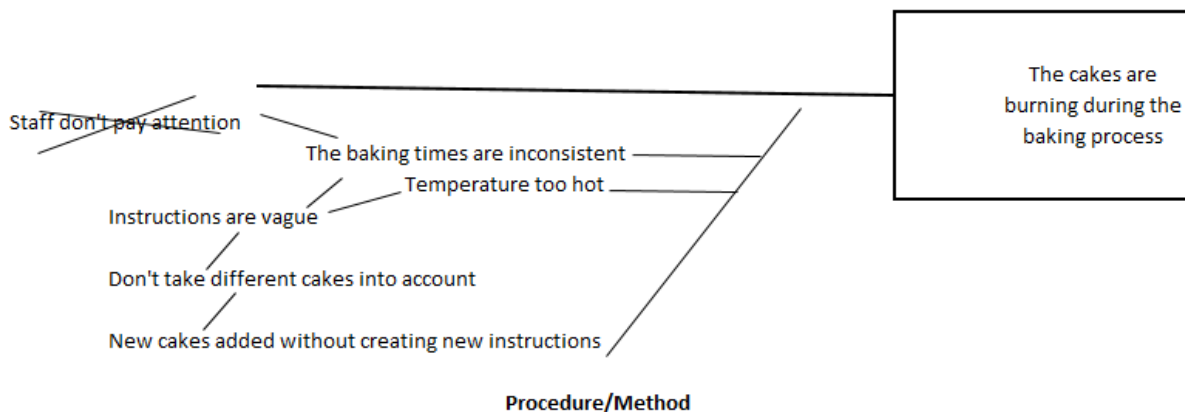 The cakes are
burning during the
baking process
Staff don't pay attention
The baking times are inconsistent
Temperature too hot
Instructions are vague
Don't take different cakes into account
New cakes added without creating new instructions
Procedure/Method